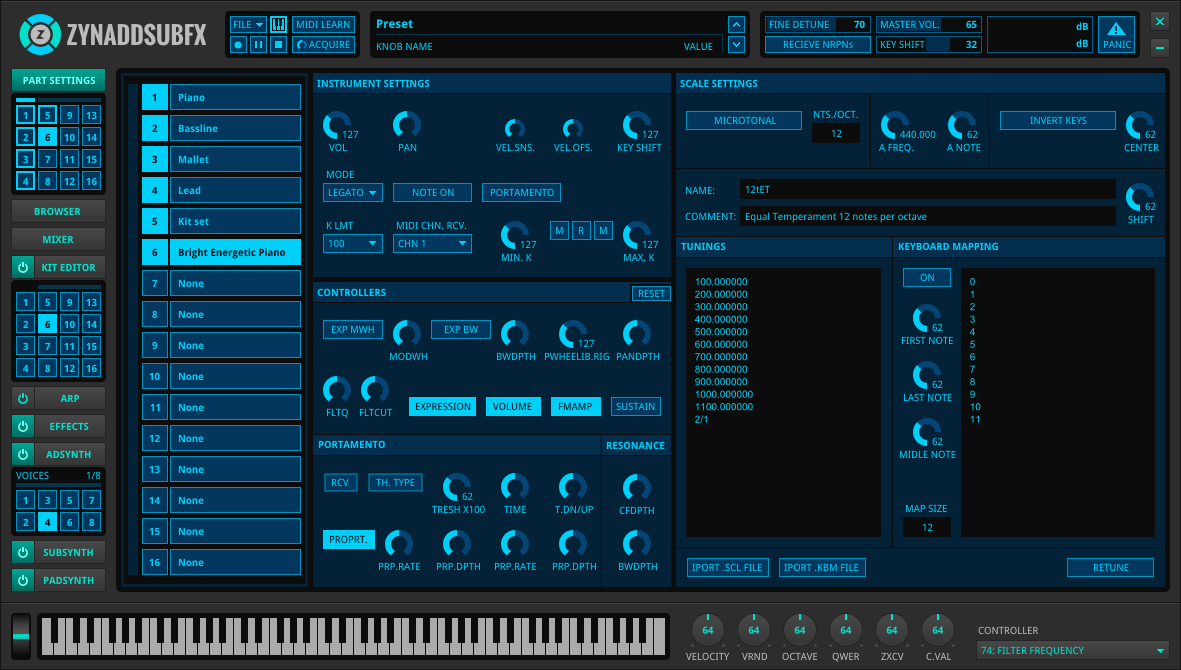 ZYNADDSUBFX
FILE
MIDI LEARN
ACQUIRE
Preset
KNOB NAME
VALUE
FINE DETUNE 70
MASTER VOL. 65
RECIEVE NRPNs
KEY SHIFT 32
dB
dB
PANIC
PART SETTINGS
1 5 9 13
2 6 10 14
3 7 11 15
4 8 12 16
BROWSER
MIXER
KIT EDITOR
1 5 9 13
2 6 10 14
3 7 11 15
4 8 12 16
ARP
EFFECTS
ADSYNTH
VOICES 1/8
1 3 5 7
2 4 6 8
SUBSYNTH
PADSYNTH
1 Piano
2 Bassline
3 Mallet
4 Lead
5 Kit set
6 Bright Energetic Piano
7 None
8 None
9 None
10 None
11 None
12 None
13 None
14 None
15 None
16 None
INSTRUMENT SETTINGS
127 127
VOL PAN VEL.SNS. VEL.OFS. KEY SHIFT
MODE
LEGATO NOTE ON PORTAMENTO
K LMT MIDI CHN. RCV.
100 CHN 1 127 M R M 127
MIN. K MAX. K
CONTROLLERS RESET
EXP MWH EXP BW 127
MODWH BWDPTH PWHEELIB.RIG PANDPTH
FLTQ FLTCUT EXPRESSION VOLUME FMAMP SUSTAIN
PORTAMENTO
RCV TH. TYPE 62
TRESH X100 TIME T.DN/UP
PROPRT.
PRP.RATE PRP.DPTH PRP.RATE PRP.DPTH
RESONANCE
CFDPTH
BWDPTH
SCALE SETTINGS
MICROTONAL NTS./OCT.
12
440.000 62
A FREQ. A NOTE
INVERT KEYS 62
CENTER
NAME: 12tET
COMMENT: Equal Temperament 12 notes per octave
62
SHIFT
TUNINGS
100.000000
200.000000
300.000000
400.000000
500.000000
600.000000
700.000000
800.000000
900.000000
1000.000000
1100.000000
2/1
KEYBOARD MAPPING
ON
62
FIRST NOTE
62
LAST NOTE
62
MIDLE NOTE
MAP SIZE
12
0
1
2
3
4
5
6
7
8
9
10
11
IPORT .SCL FILE IPORT .KBM FILE RETUNE
64 64 64 64 64 64
VELOCITY VRND OCTAVE QWER ZXCV C.VAL
CONTROLLER
74: FILTER FREQUENCY